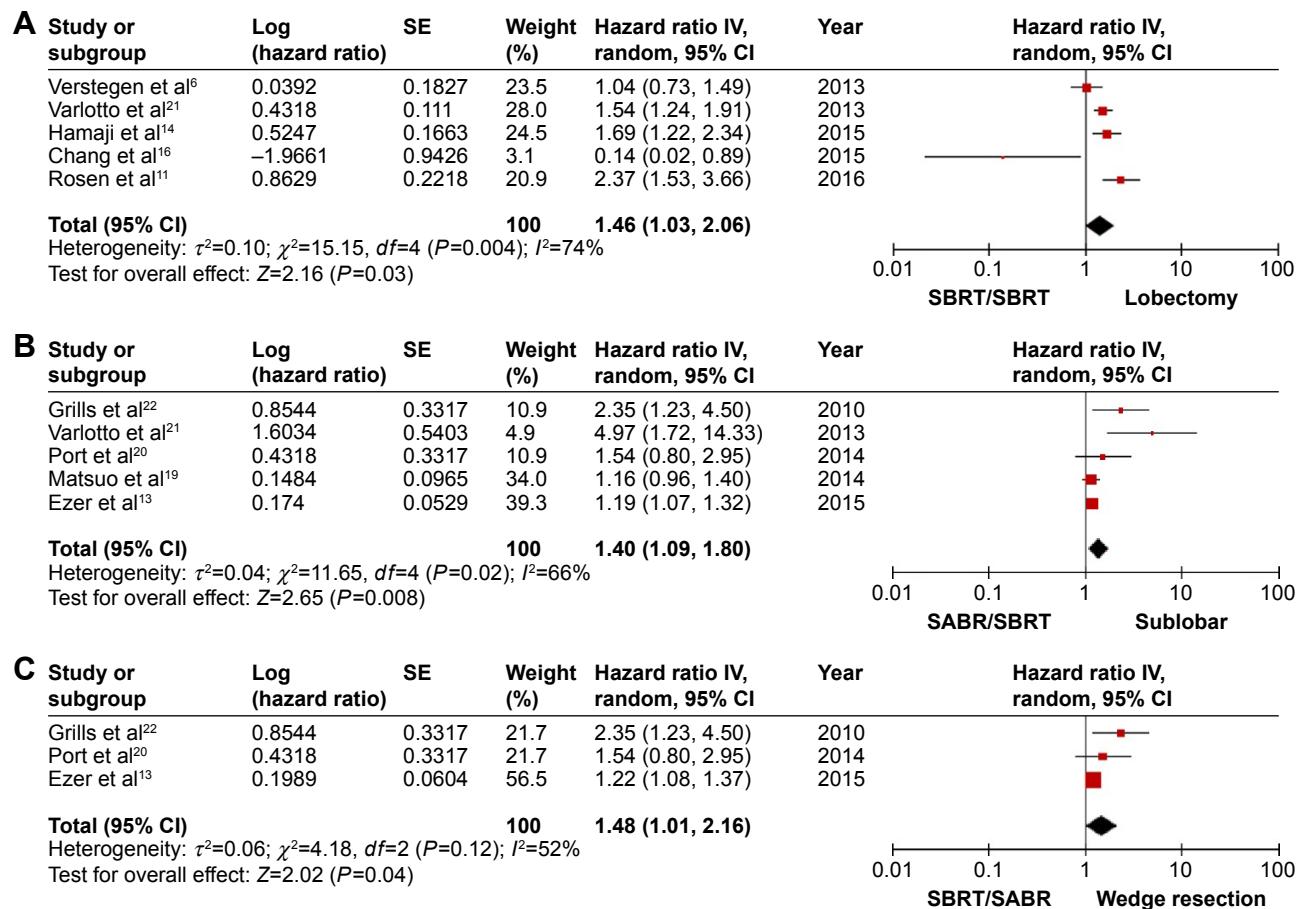 A Study or subgroup Log (hazard ratio) SE Weight (%) Hazard ratio IV, random, 95% CI Year Hazard ratio IV, random, 95% CI
Verstegen et al6 0.0392 0.1827 23.5 1.04 (0.73, 1.49) 2013
Varlotto et al21 0.4318 0.111 28.0 1.54 (1.24, 1.91) 2013
Hamaji et al14 0.5247 0.1663 24.5 1.69 (1.22, 2.34) 2015
Chang et al16 –1.9661 0.9426 3.1 0.14 (0.02, 0.89) 2015
Rosen et al11 0.8629 0.2218 20.9 2.37 (1.53, 3.66) 2016
Total (95% CI) 100 1.46 (1.03, 2.06)
Heterogeneity: τ2=0.10; χ2=15.15, df=4 (P=0.004); I2=74%
Test for overall effect: Z=2.16 (P=0.03)
0.01 0.1 1 10 100
SBRT/SBRT Lobectomy
B Study or subgroup Log (hazard ratio) SE Weight (%) Hazard ratio IV, random, 95% CI Year Hazard ratio IV, random, 95% CI
Grills et al22 0.8544 0.3317 10.9 2.35 (1.23, 4.50) 2010
Varlotto et al21 1.6034 0.5403 4.9 4.97 (1.72, 14.33) 2013
Port et al20 0.4318 0.3317 10.9 1.54 (0.80, 2.95) 2014
Matsuo et al19 0.1484 0.0965 34.0 1.16 (0.96, 1.40) 2014
Ezer et al13 0.174 0.0529 39.3 1.19 (1.07, 1.32) 2015
Total (95% CI) 100 1.40 (1.09, 1.80)
Heterogeneity: τ2=0.04; χ2=11.65, df=4 (P=0.02); I2=66%
Test for overall effect: Z=2.65 (P=0.008)
0.01 0.1 1 10 100
SABR/SBRT Sublobar
C Study or subgroup Log (hazard ratio) SE Weight (%) Hazard ratio IV, random, 95% CI Year Hazard ratio IV, random, 95% CI
Grills et al22 0.8544 0.3317 21.7 2.35 (1.23, 4.50) 2010
Port et al20 0.4318 0.3317 21.7 1.54 (0.80, 2.95) 2014
Ezer et al13 0.1989 0.0604 56.5 1.22 (1.08, 1.37) 2015
Total (95% CI) 100 1.48 (1.01, 2.16)
Heterogeneity: τ2=0.06; χ2=4.18, df=2 (P=0.12); I2=52%
Test for overall effect: Z=2.02 (P=0.04)
0.01 0.1 1 10 100
SBRT/SABR Wedge resection